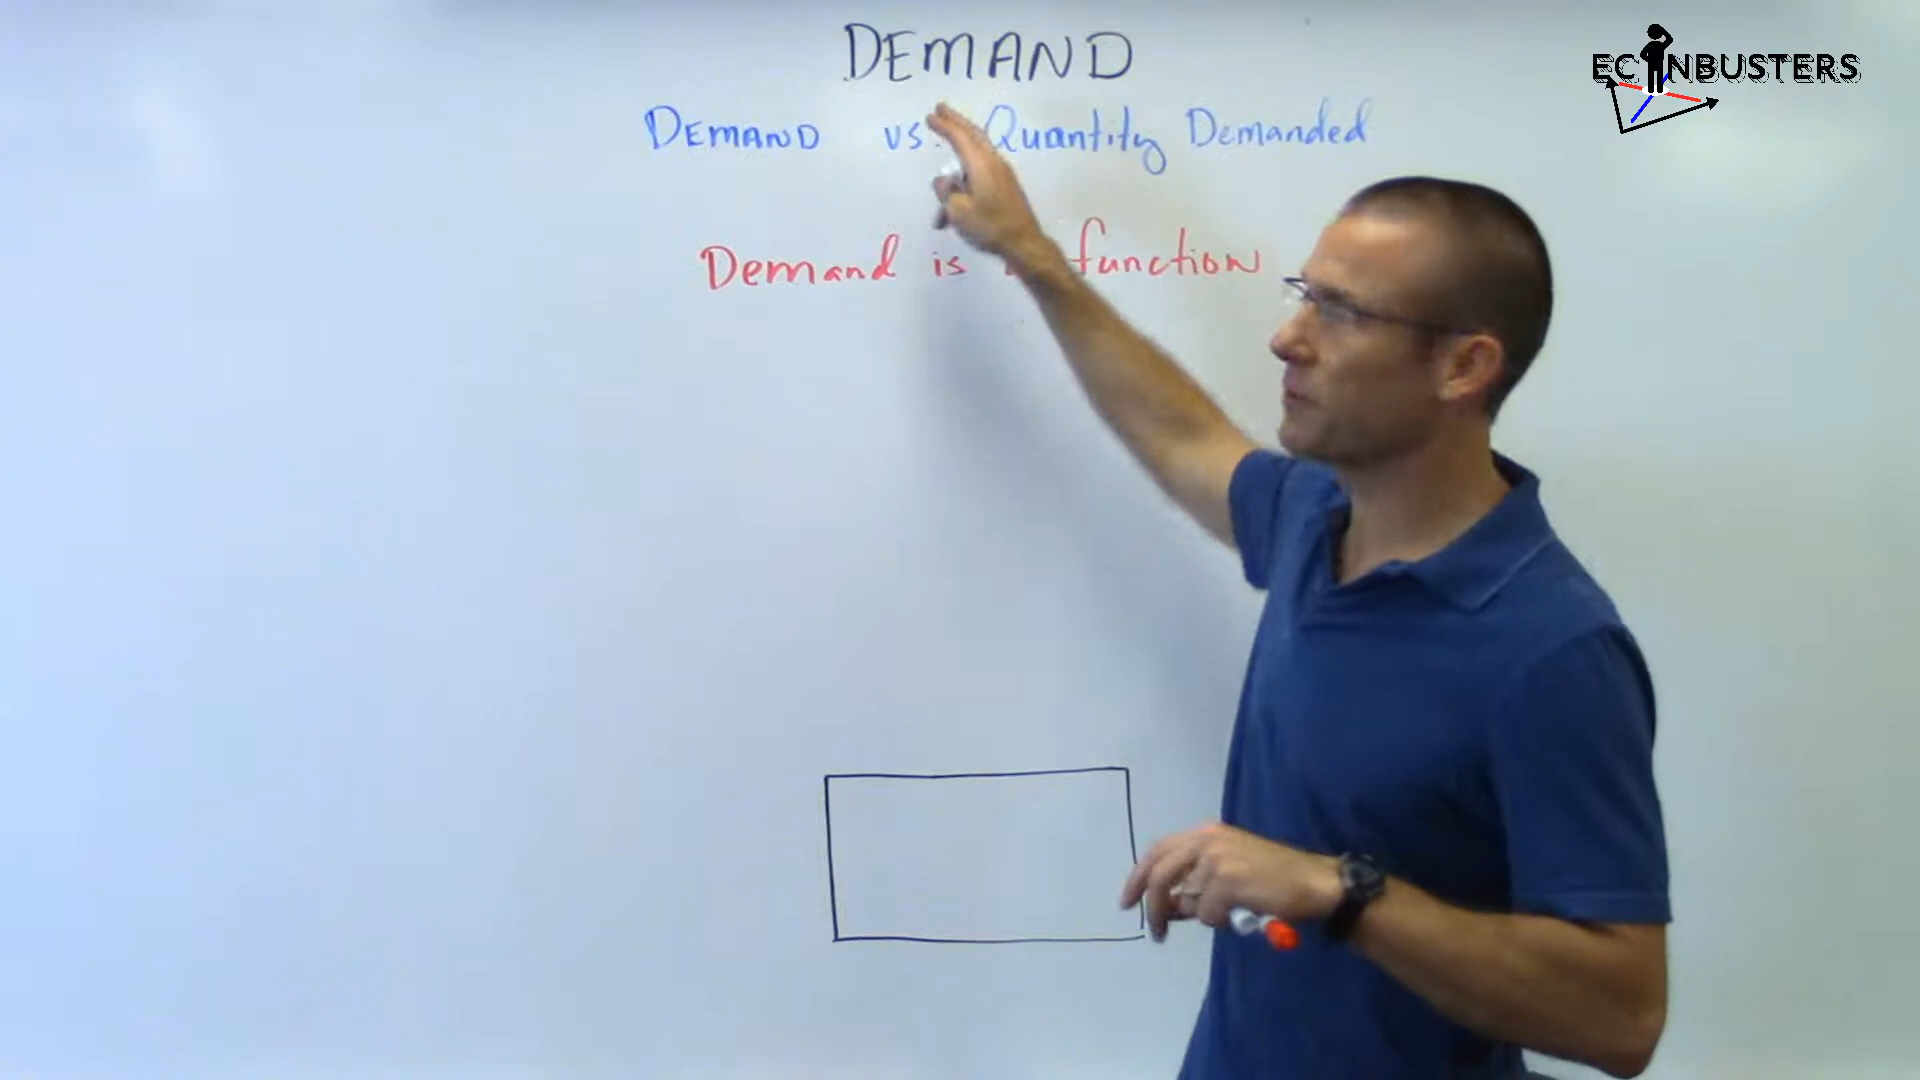 DEMAND
DEMAND vs. Quantity Demanded
Demand is function
ECONBUSTERS